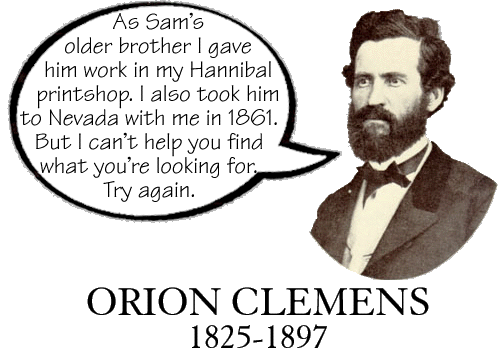 As Sam's
older brother I gave
him work in my Hannibal
printshop. I also took him
to Nevada with me in 1861.
But I can't help you find
what you're looking for.
Try again.
ORION CLEMENS
1825-1897